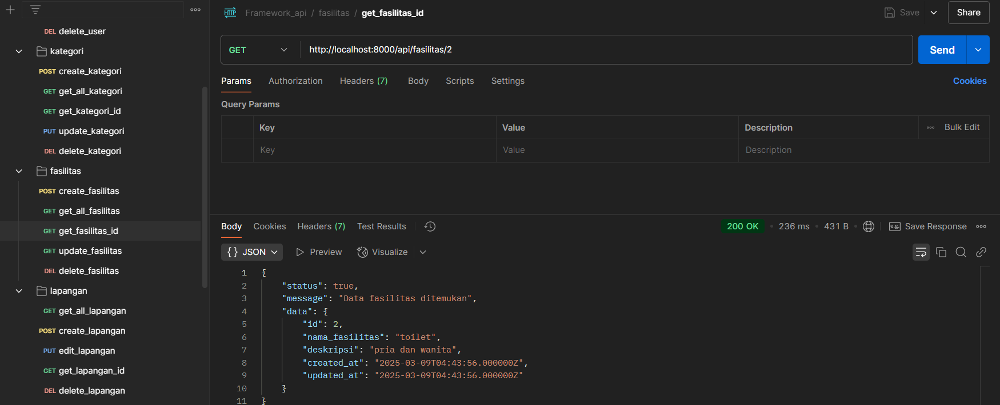 HTTP Framework_api / fasilitas / get_fasilitas_id Save Share
DEL delete_user
kategori
POST create_kategori
GET get_all_kategori
GET get_kategori_id
PUT update_kategori
DEL delete_kategori
fasilitas
POST create_fasilitas
GET get_all_fasilitas
GET get_fasilitas_id
GET update_fasilitas
DEL delete_fasilitas
lapangan
GET get_all_lapangan
POST create_lapangan
PUT edit_lapangan
GET get_lapangan_id
DEL delete_lapangan
GET http://localhost:8000/api/fasilitas/2 Send
Params Authorization Headers (7) Body Scripts Settings Cookies
Query Params
Key Value Description Bulk Edit
Key Value Description
Body Cookies Headers (7) Test Results 200 OK • 236 ms • 431 B • e.g. Save Response
{} JSON Preview Visualize
1 {
2 "status": true,
3 "message": "Data fasilitas ditemukan",
4 "data": {
5 "id": 2,
6 "nama_fasilitas": "toilet",
7 "deskripsi": "pria dan wanita",
8 "created_at": "2025-03-09T04:43:56.000000Z",
9 "updated_at": "2025-03-09T04:43:56.000000Z"
10 }
11 }